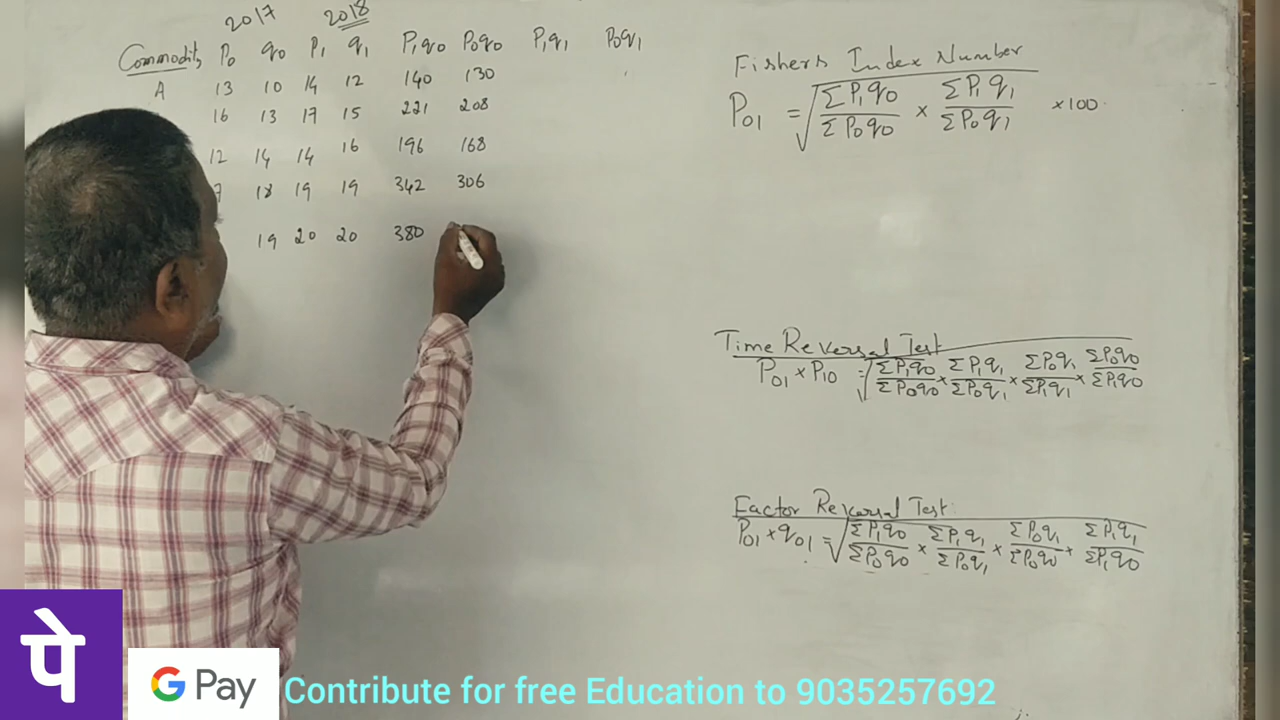 2017 2018
Commodity P0 q0 P1 q1 P1q0 P0q0 P1q1 P0q1
A 13 10 14 12 140 130
16 13 17 15 221 208
12 14 14 16 196 168
7 18 19 19 342 306
19 20 20 380
Fishers Index Number
P01 = √ ΣP1q0 / ΣP0q0 × ΣP1q1 / ΣP0q1 ×100
Time Reversal Test
P01 × P10 = √ ΣP1q0 / ΣP0q0 × ΣP1q1 / ΣP0q1 × ΣP0q1 / ΣP1q1 × ΣP0q0 / ΣP1q0
Factor Reversal Test:
P01 × q01 = √ ΣP1q0 / ΣP0q0 × ΣP1q1 / ΣP0q1 × ΣP0q1 / ΣP0q0 × ΣP1q1 / ΣP1q0
पे
G Pay
Contribute for free Education to 9035257692